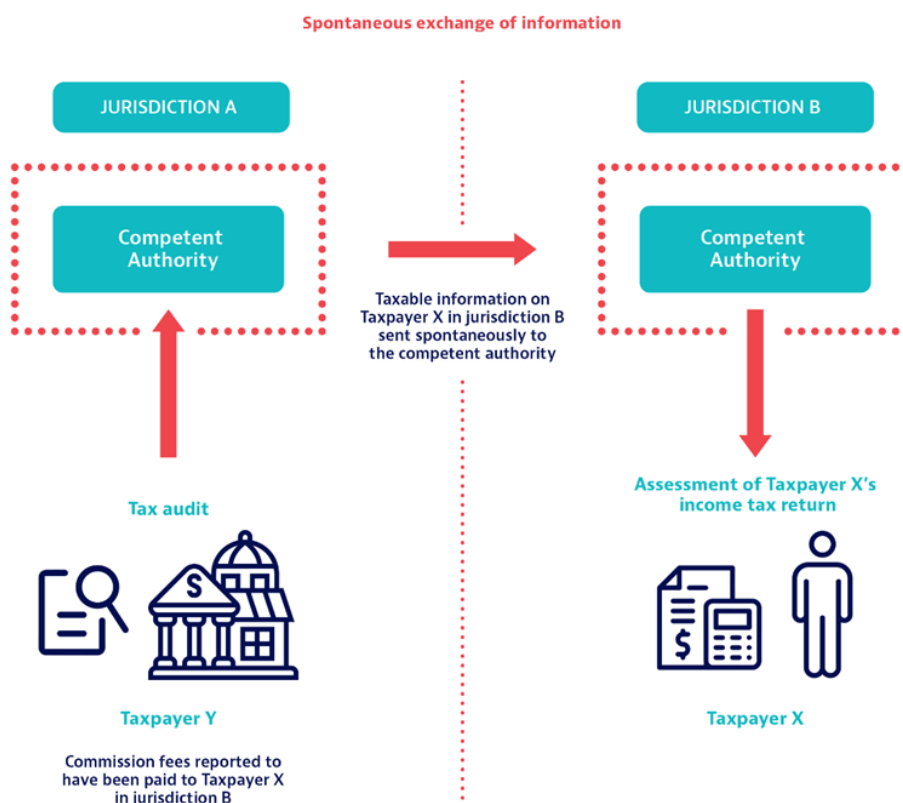 Spontaneous exchange of information
JURISDICTION A
JURISDICTION B
Competent
Authority
Competent
Authority
Taxable information on
Taxpayer X in jurisdiction B
sent spontaneously to
the competent authority
Tax audit
Assessment of Taxpayer X's
income tax return
$
$
Taxpayer Y
Taxpayer X
Commission fees reported to
have been paid to Taxpayer X
in jurisdiction B